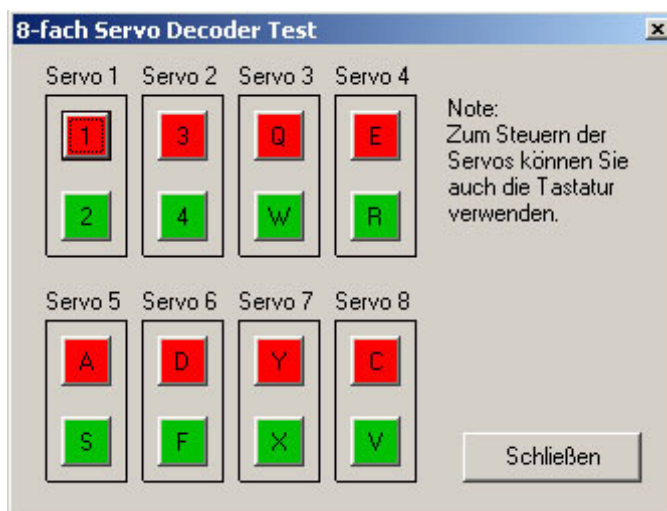 8-fach Servo Decoder Test
Servo 1 Servo 2 Servo 3 Servo 4
1 3 Q E
2 4 W R
Note:
Zum Steuern der
Servos können Sie
auch die Tastatur
verwenden.
Servo 5 Servo 6 Servo 7 Servo 8
A D Y C
S F X V
Schließen